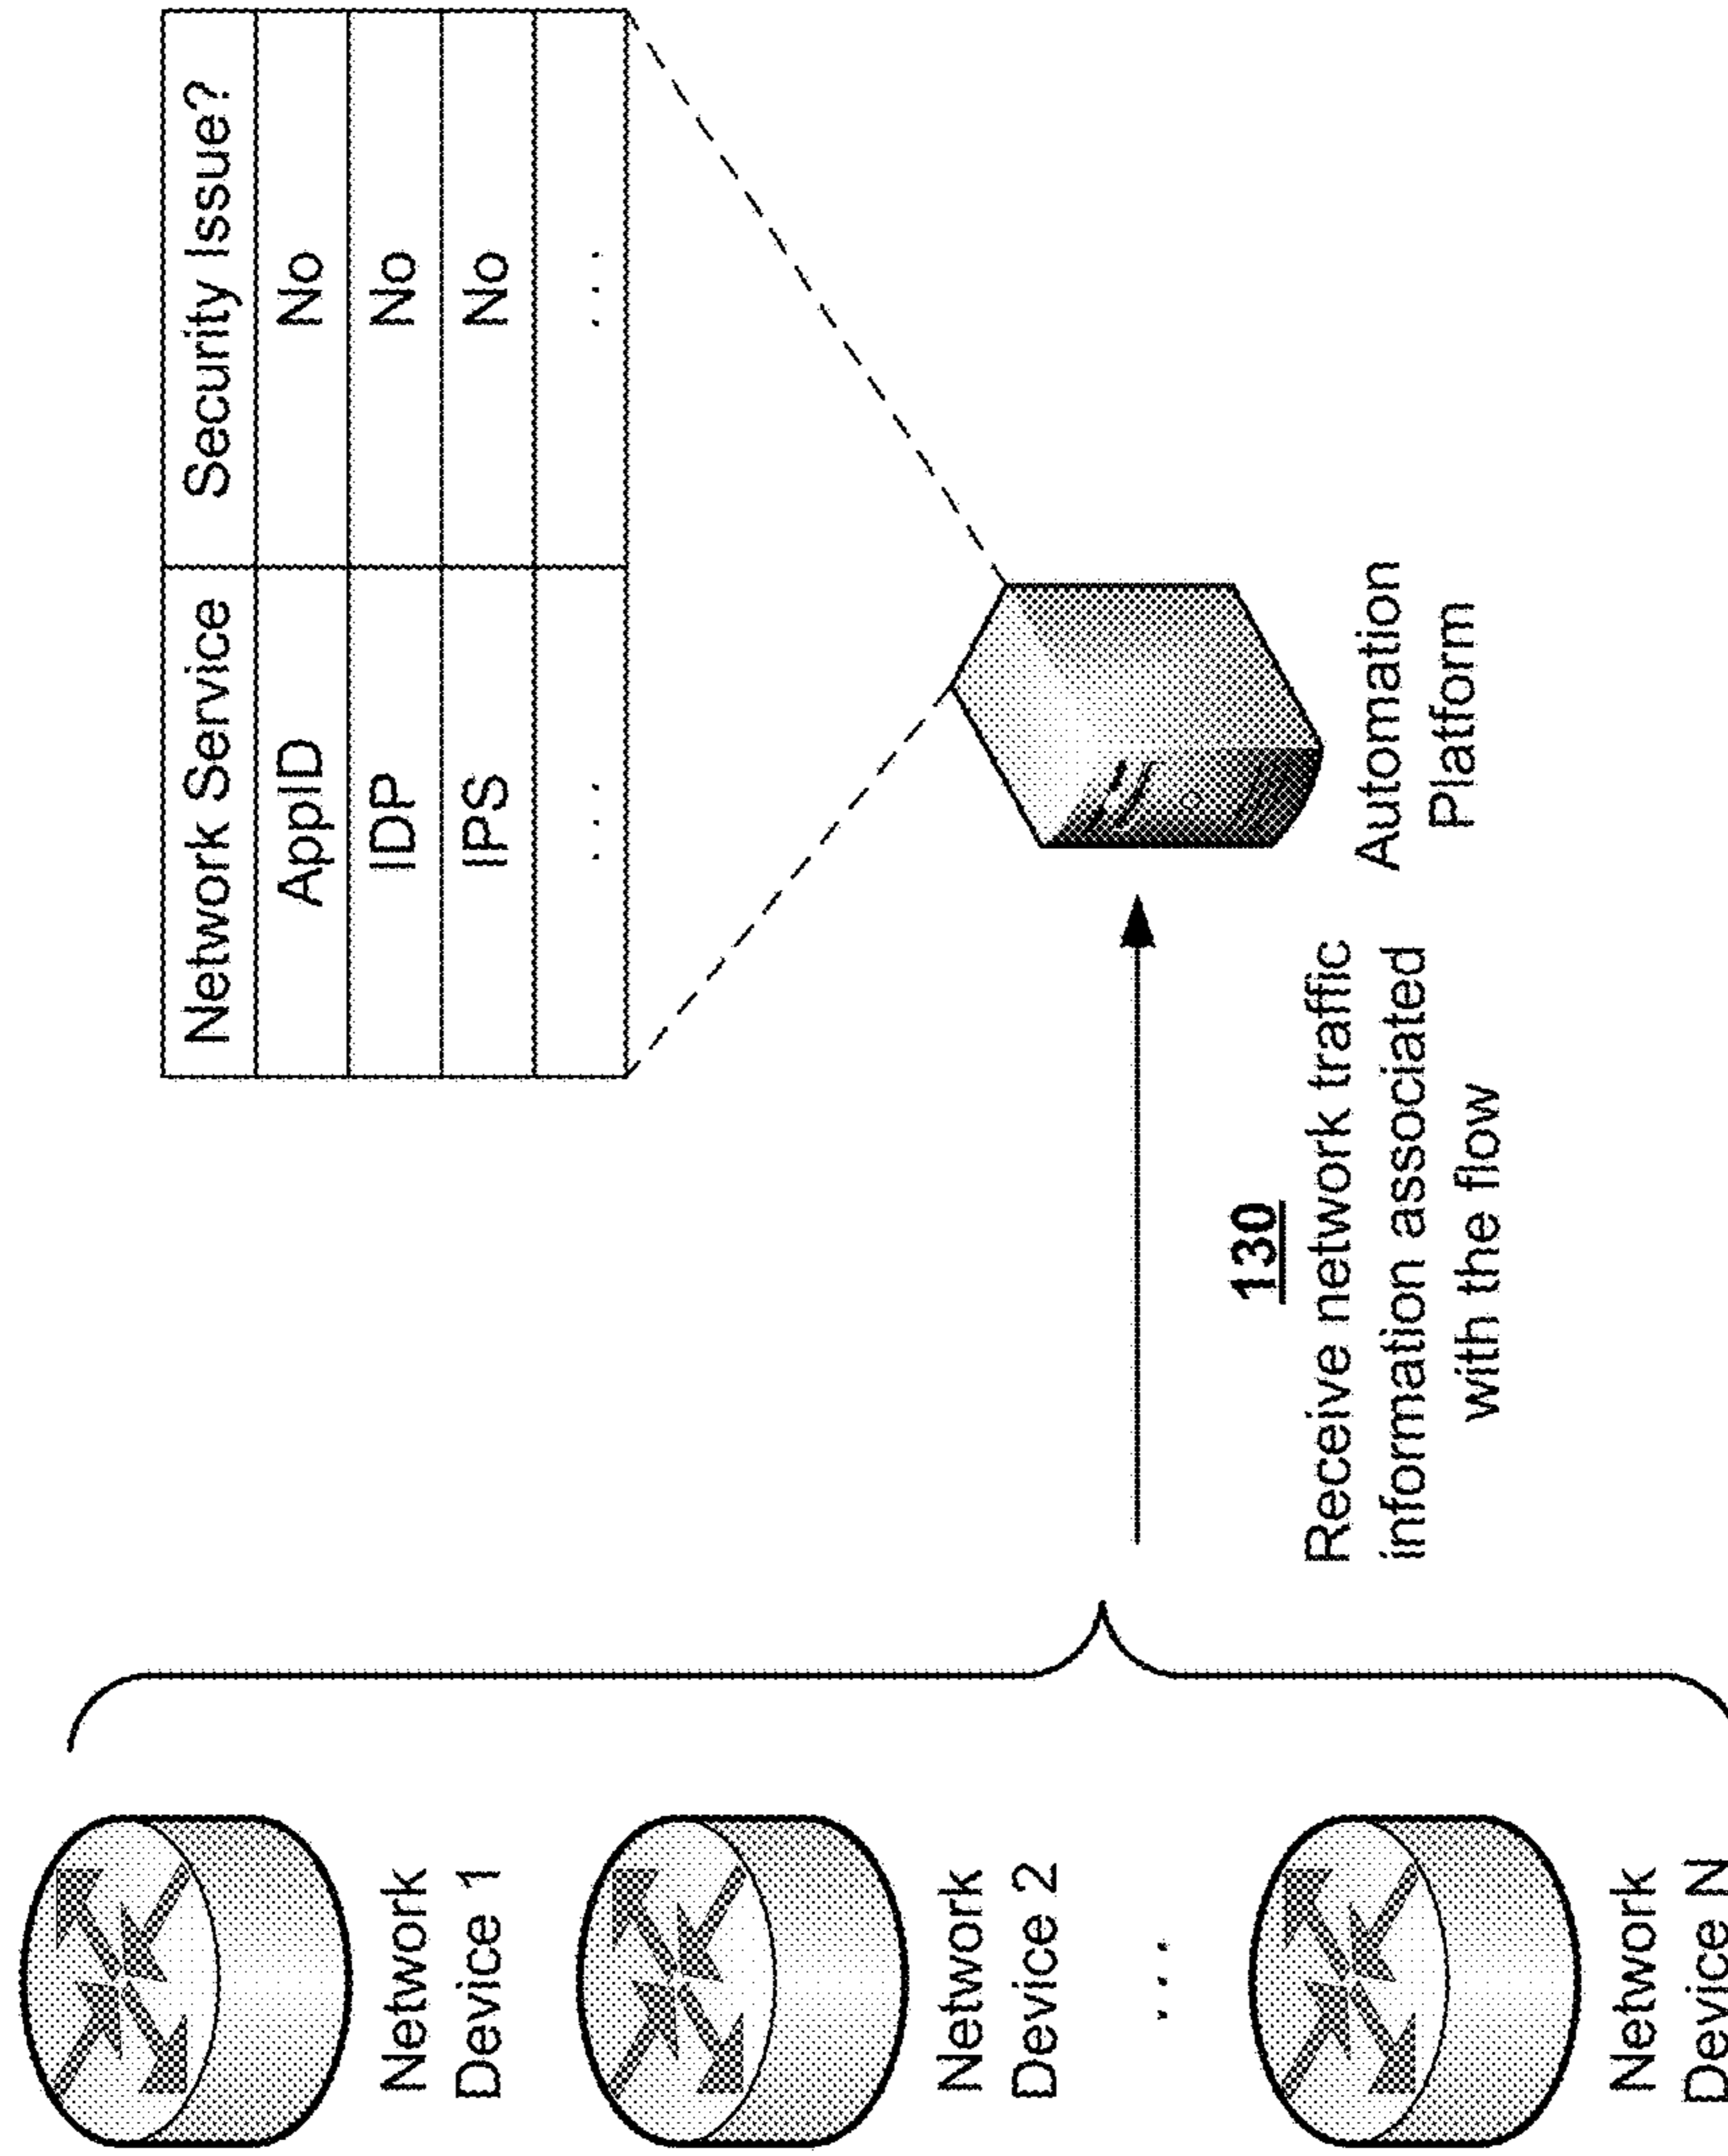 Network
Device 1
Network
Device 2
. . .
Network
Device N
130
Receive network traffic
information associated
with the flow
Automation
Platform
Network Service Security Issue?
AppID No
IDP No
IPS No
. . . . . .